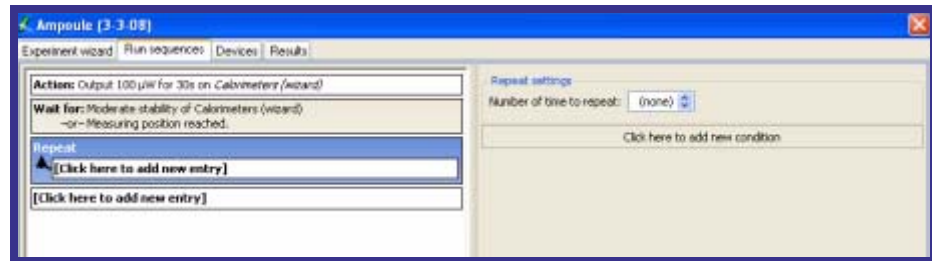 Ampoule (3-3-08)
Experiment wizard Run sequences Devices Results
Action: Output 100 µW for 30s on Calorimeters (wizard)
Wait for: Moderate stability of Calorimeters (wizard)
-or- Measuring position reached.
Repeat
[Click here to add new entry]
[Click here to add new entry]
Repeat settings
Number of time to repeat: (none)
Click here to add new condition